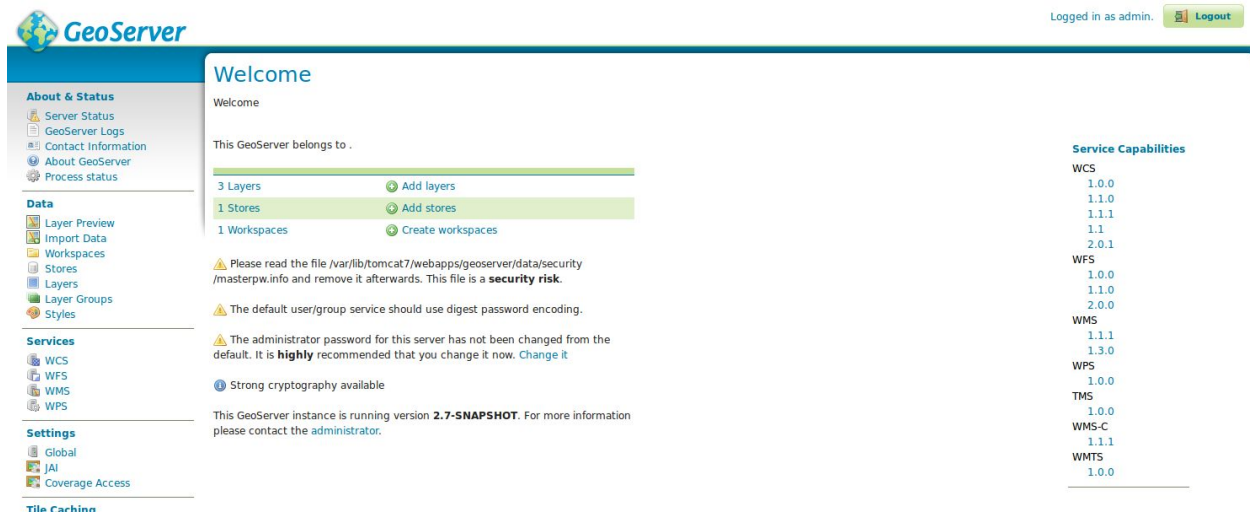 GeoServer
Logged in as admin.
Logout
About & Status
Server Status
GeoServer Logs
Contact Information
About GeoServer
Process status
Data
Layer Preview
Import Data
Workspaces
Stores
Layers
Layer Groups
Styles
Services
WCS
WFS
WMS
WPS
Settings
Global
JAI
Coverage Access
Tile Caching
Welcome
Welcome
This GeoServer belongs to .
3 Layers Add layers
1 Stores Add stores
1 Workspaces Create workspaces
Please read the file /var/lib/tomcat7/webapps/geoserver/data/security
/masterpw.info and remove it afterwards. This file is a security risk.
The default user/group service should use digest password encoding.
The administrator password for this server has not been changed from the
default. It is highly recommended that you change it now. Change it
Strong cryptography available
This GeoServer instance is running version 2.7-SNAPSHOT. For more information
please contact the administrator.
Service Capabilities
WCS
1.0.0
1.1.0
1.1.1
1.1
2.0.1
WFS
1.0.0
1.1.0
2.0.0
WMS
1.1.1
1.3.0
WPS
1.0.0
TMS
1.0.0
WMS-C
1.1.1
WMTS
1.0.0